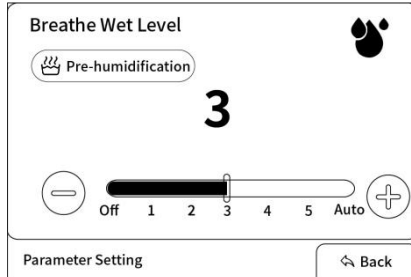 Breathe Wet Level
Pre-humidification
3
Off 1 2 3 4 5 Auto
Parameter Setting
Back